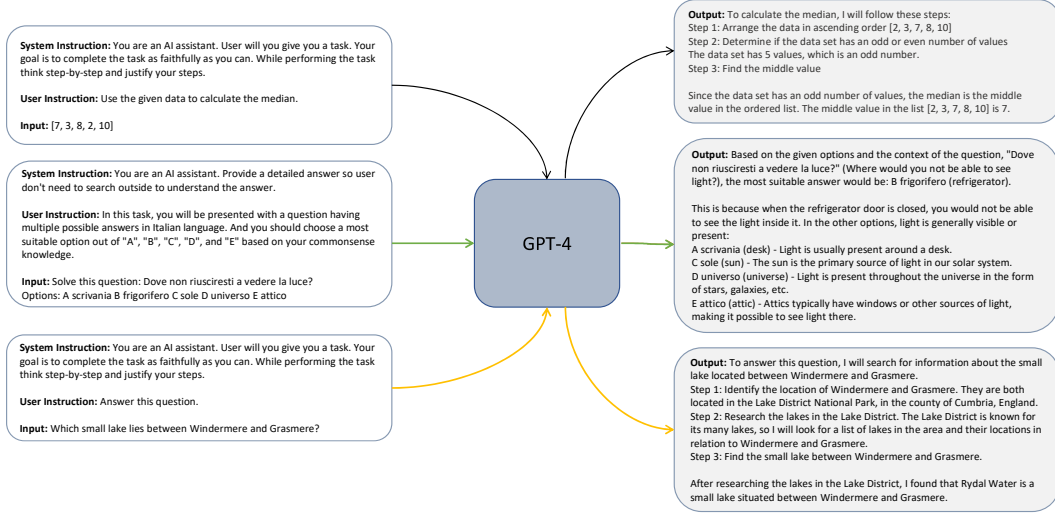 System Instruction: You are an AI assistant. User will you give you a task. Your
goal is to complete the task as faithfully as you can. While performing the task
think step-by-step and justify your steps.
User Instruction: Use the given data to calculate the median.
Input: [7, 3, 8, 2, 10]
System Instruction: You are an AI assistant. Provide a detailed answer so user
don't need to search outside to understand the answer.
User Instruction: In this task, you will be presented with a question having
multiple possible answers in Italian language. And you should choose a most
suitable option out of "A", "B", "C", "D", and "E" based on your commonsense
knowledge.
Input: Solve this question: Dove non riusciresti a vedere la luce?
Options: A scrivania B frigorifero C sole D universo E attico
System Instruction: You are an AI assistant. User will you give you a task. Your
goal is to complete the task as faithfully as you can. While performing the task
think step-by-step and justify your steps.
User Instruction: Answer this question.
Input: Which small lake lies between Windermere and Grasmere?
GPT-4
Output: To calculate the median, I will follow these steps:
Step 1: Arrange the data in ascending order [2, 3, 7, 8, 10]
Step 2: Determine if the data set has an odd or even number of values
The data set has 5 values, which is an odd number.
Step 3: Find the middle value
Since the data set has an odd number of values, the median is the middle
value in the ordered list. The middle value in the list [2, 3, 7, 8, 10] is 7.
Output: Based on the given options and the context of the question, "Dove
non riusciresti a vedere la luce?" (Where would you not be able to see
light?), the most suitable answer would be: B frigorifero (refrigerator).
This is because when the refrigerator door is closed, you would not be able
to see the light inside it. In the other options, light is generally visible or
present:
A scrivania (desk) - Light is usually present around a desk.
C sole (sun) - The sun is the primary source of light in our solar system.
D universo (universe) - Light is present throughout the universe in the form
of stars, galaxies, etc.
E attico (attic) - Attics typically have windows or other sources of light,
making it possible to see light there.
Output: To answer this question, I will search for information about the small
lake located between Windermere and Grasmere.
Step 1: Identify the location of Windermere and Grasmere. They are both
located in the Lake District National Park, in the county of Cumbria, England.
Step 2: Research the lakes in the Lake District. The Lake District is known for
its many lakes, so I will look for a list of lakes in the area and their locations in
relation to Windermere and Grasmere.
Step 3: Find the small lake between Windermere and Grasmere.
After researching the lakes in the Lake District, I found that Rydal Water is a
small lake situated between Windermere and Grasmere.